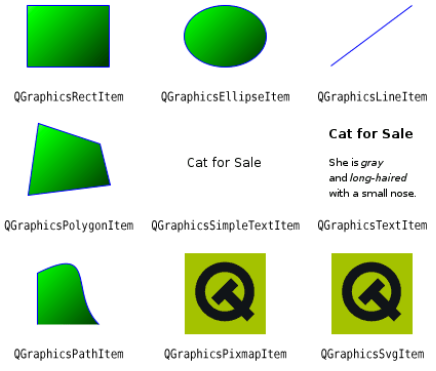 QGraphicsRectItem
QGraphicsEllipseItem
QGraphicsLineItem
Cat for Sale
Cat for Sale
She is gray
and long-haired
with a small nose.
QGraphicsPolygonItem
QGraphicsSimpleTextItem
QGraphicsTextItem
QGraphicsPathItem
QGraphicsPixmapItem
QGraphicsSvgItem